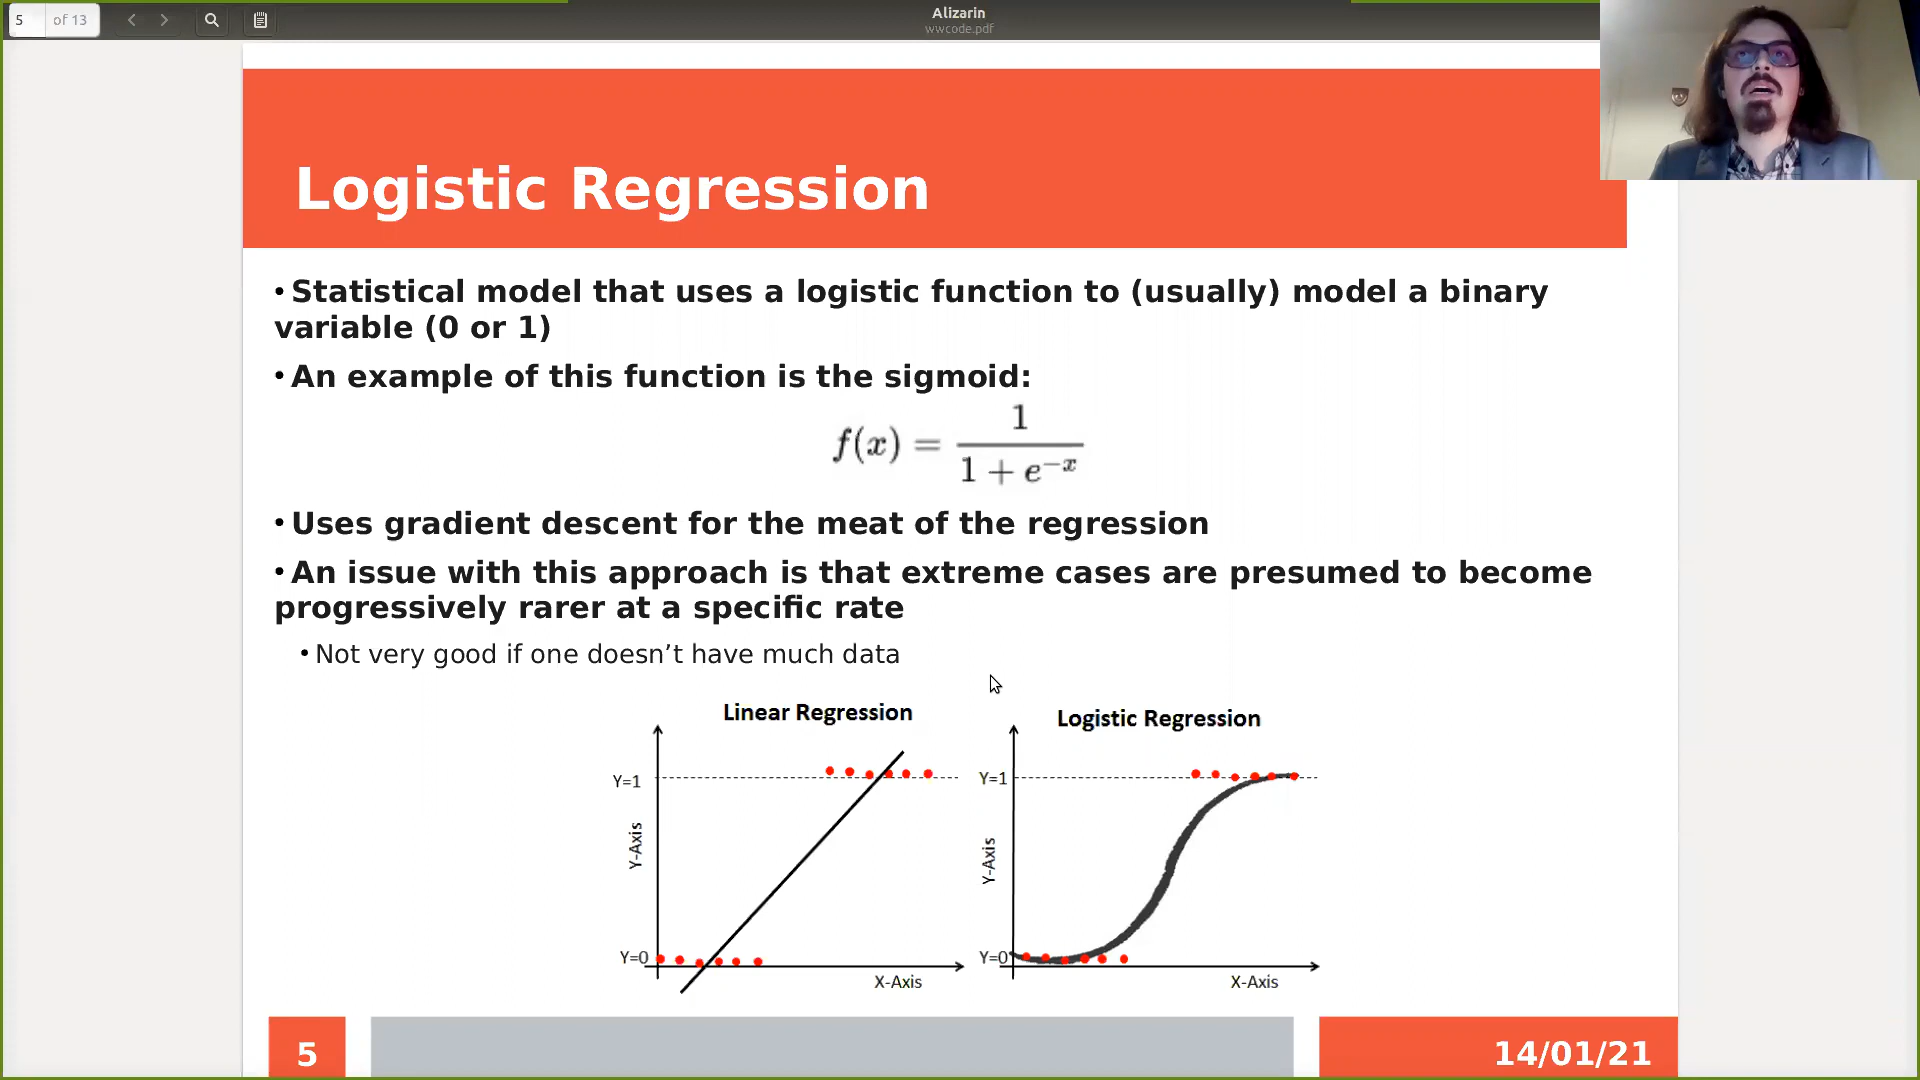 5 of 13
Alizarin
wwcode.pdf
Logistic Regression
•Statistical model that uses a logistic function to (usually) model a binary
variable (0 or 1)
•An example of this function is the sigmoid:
f(x) = 1 / (1 + e^{-x})
•Uses gradient descent for the meat of the regression
•An issue with this approach is that extreme cases are presumed to become
progressively rarer at a specific rate
•Not very good if one doesn’t have much data
Linear Regression
Y=1
Y-Axis
Y=0
X-Axis
Logistic Regression
Y=1
Y-Axis
Y=0
X-Axis
5
14/01/21